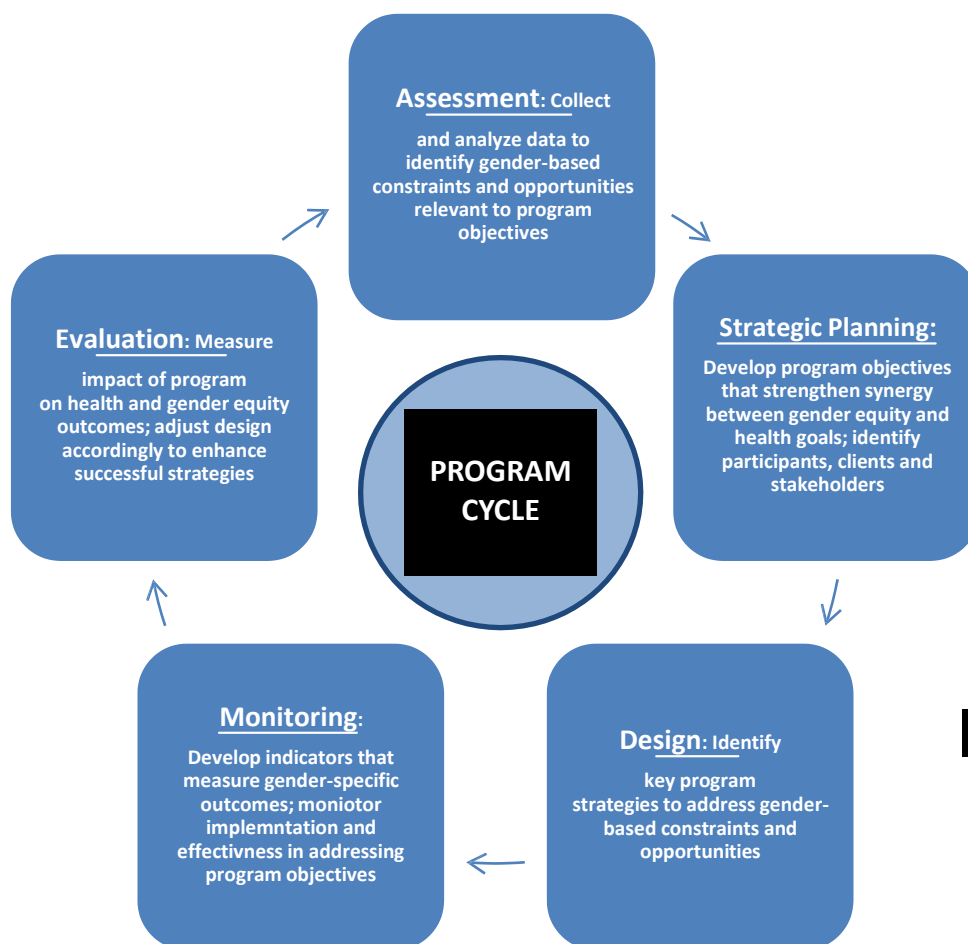 Assessment: Collect
and analyze data to
identify gender-based
constraints and opportunities
relevant to program
objectives
Strategic Planning:
Develop program objectives
that strengthen synergy
between gender equity and
health goals; identify
participants, clients and
stakeholders
Design: Identify
key program
strategies to address gender-
based constraints and
opportunities
Monitoring:
Develop indicators that
measure gender-specific
outcomes; moniotor
implemntation and
effectivness in addressing
program objectives
Evaluation: Measure
impact of program
on health and gender equity
outcomes; adjust design
accordingly to enhance
successful strategies
PROGRAM
CYCLE